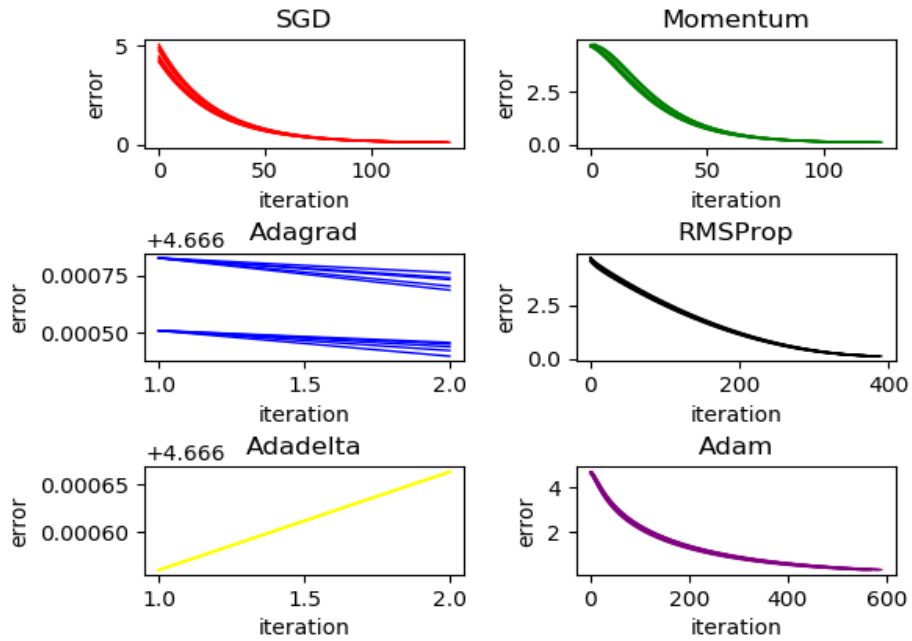 SGD
5
0
error
0 50 100
iteration
Momentum
2.5
0.0
error
0 50 100
iteration
+4.666
Adagrad
0.00075
0.00050
error
1.0 1.5 2.0
iteration
RMSProp
2.5
0.0
error
0 200 400
iteration
+4.666
Adadelta
0.00065
0.00060
error
1.0 1.5 2.0
iteration
Adam
4
2
error
0 200 400 600
iteration